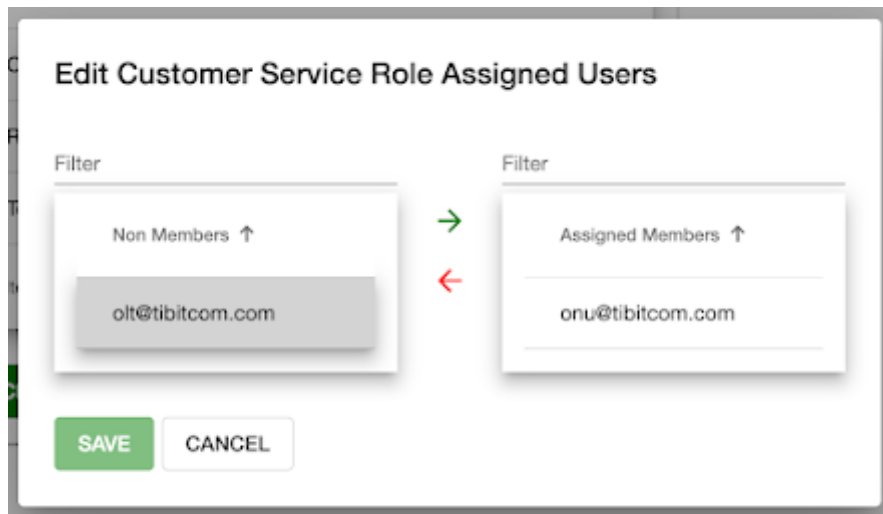 Edit Customer Service Role Assigned Users
Filter
Filter
Non Members ↑
Assigned Members ↑
olt@tibitcom.com
onu@tibitcom.com
SAVE
CANCEL